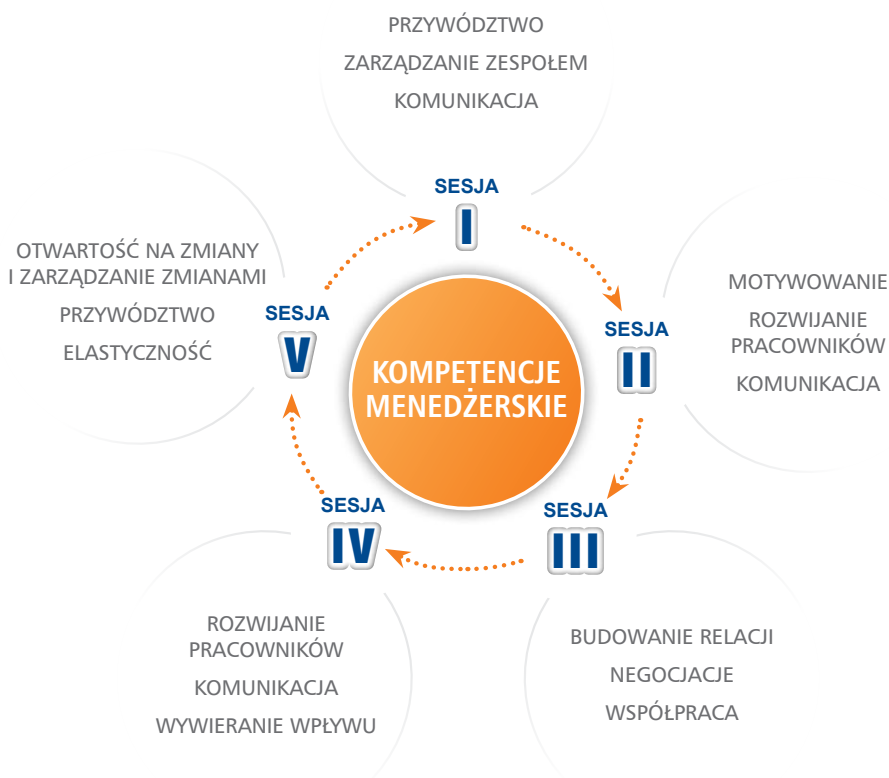 PRZYWÓDZTWO
ZARZĄDZANIE ZESPOŁEM
KOMUNIKACJA
SESJA
I
MOTYWOWANIE
ROZWIJANIE
PRACOWNIKÓW
KOMUNIKACJA
SESJA
II
BUDOWANIE RELACJI
NEGOCJACJE
WSPÓŁPRACA
SESJA
III
ROZWIJANIE
PRACOWNIKÓW
KOMUNIKACJA
WYWIERANIE WPŁYWU
SESJA
IV
OTWARTOŚĆ NA ZMIANY
I ZARZĄDZANIE ZMIANAMI
PRZYWÓDZTWO
ELASTYCZNOŚĆ
SESJA
V
KOMPETENCJE
MENEDŻERSKIE